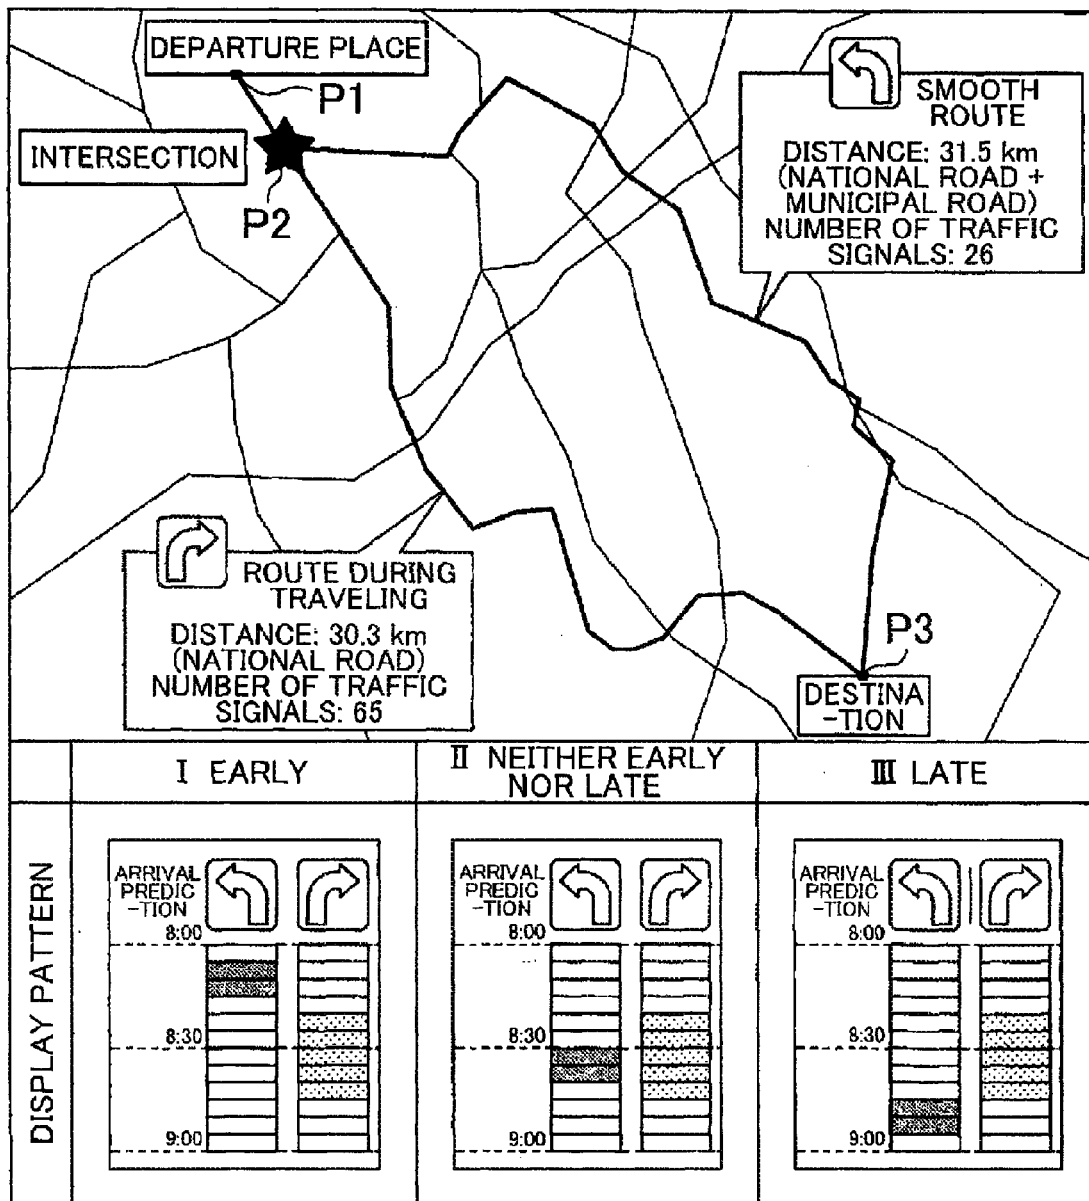 DEPARTURE PLACE
P1
INTERSECTION
P2
SMOOTH
ROUTE
DISTANCE: 31.5 km
(NATIONAL ROAD +
MUNICIPAL ROAD)
NUMBER OF TRAFFIC
SIGNALS: 26
ROUTE DURING
TRAVELING
DISTANCE: 30.3 km
(NATIONAL ROAD)
NUMBER OF TRAFFIC
SIGNALS: 65
P3
DESTINA
-TION
I EARLY
II NEITHER EARLY
NOR LATE
III LATE
DISPLAY PATTERN
ARRIVAL
PREDIC
-TION
8:00
8:30
9:00
ARRIVAL
PREDIC
-TION
8:00
8:30
9:00
ARRIVAL
PREDIC
-TION
8:00
8:30
9:00